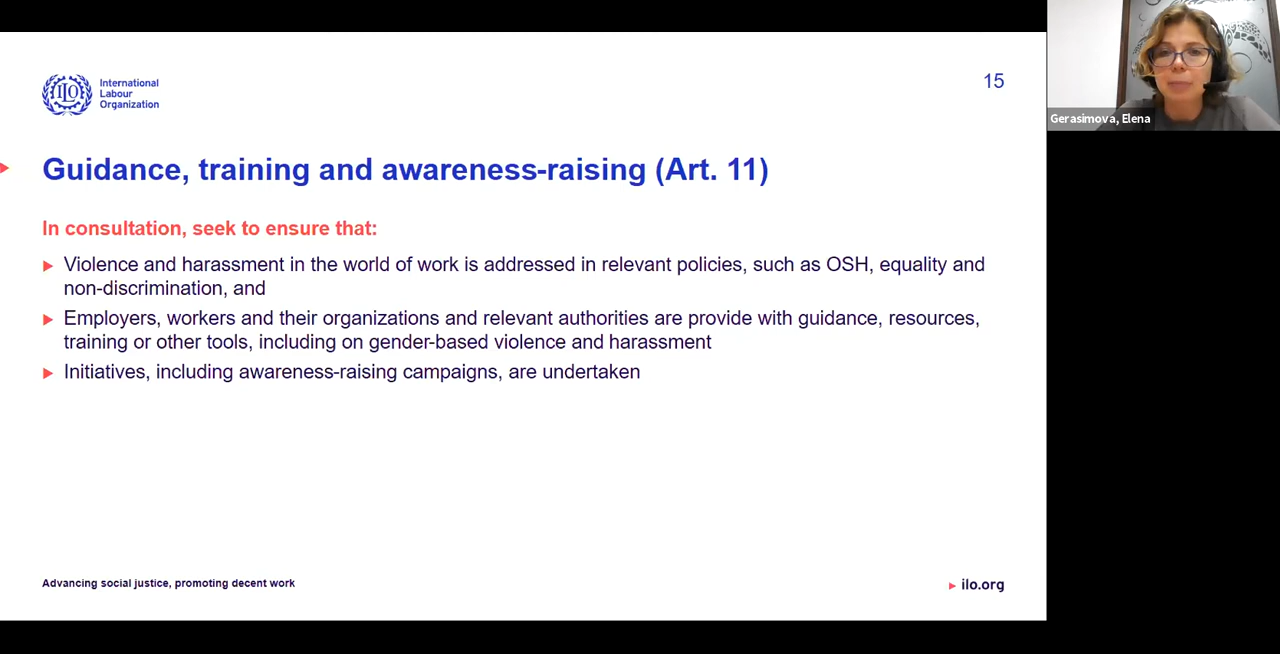 International
Labour
Organization
15
Gerasimova, Elena
Guidance, training and awareness-raising (Art. 11)
In consultation, seek to ensure that:
Violence and harassment in the world of work is addressed in relevant policies, such as OSH, equality and
non-discrimination, and
Employers, workers and their organizations and relevant authorities are provide with guidance, resources,
training or other tools, including on gender-based violence and harassment
Initiatives, including awareness-raising campaigns, are undertaken
Advancing social justice, promoting decent work
ilo.org